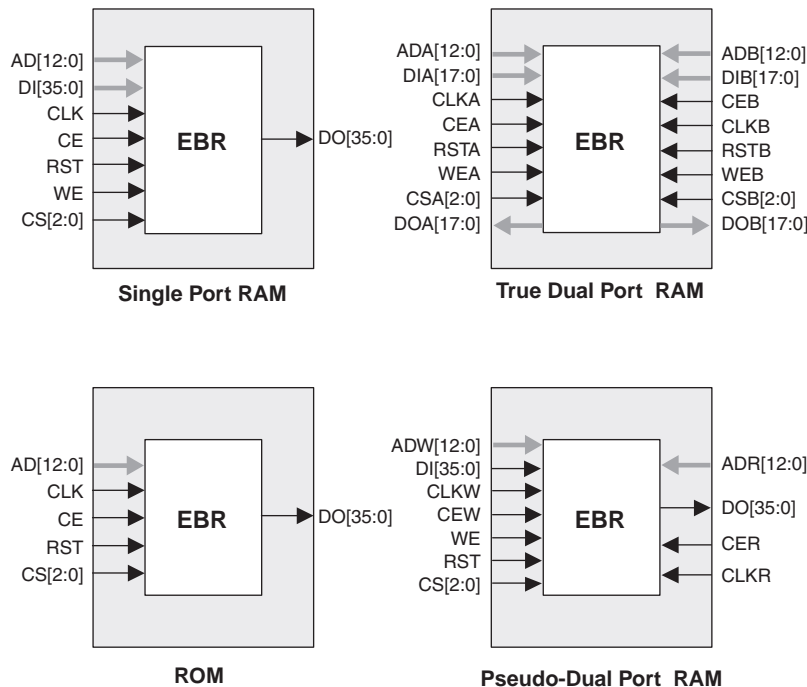 AD[12:0]
DI[35:0]
CLK
CE
RST
WE
CS[2:0]
EBR
DO[35:0]
Single Port RAM
ADA[12:0]
DIA[17:0]
CLKA
CEA
RSTA
WEA
CSA[2:0]
DOA[17:0]
EBR
ADB[12:0]
DIB[17:0]
CEB
CLKB
RSTB
WEB
CSB[2:0]
DOB[17:0]
True Dual Port RAM
AD[12:0]
CLK
CE
RST
CS[2:0]
EBR
DO[35:0]
ROM
ADW[12:0]
DI[35:0]
CLKW
CEW
WE
RST
CS[2:0]
EBR
ADR[12:0]
DO[35:0]
CER
CLKR
Pseudo-Dual Port RAM